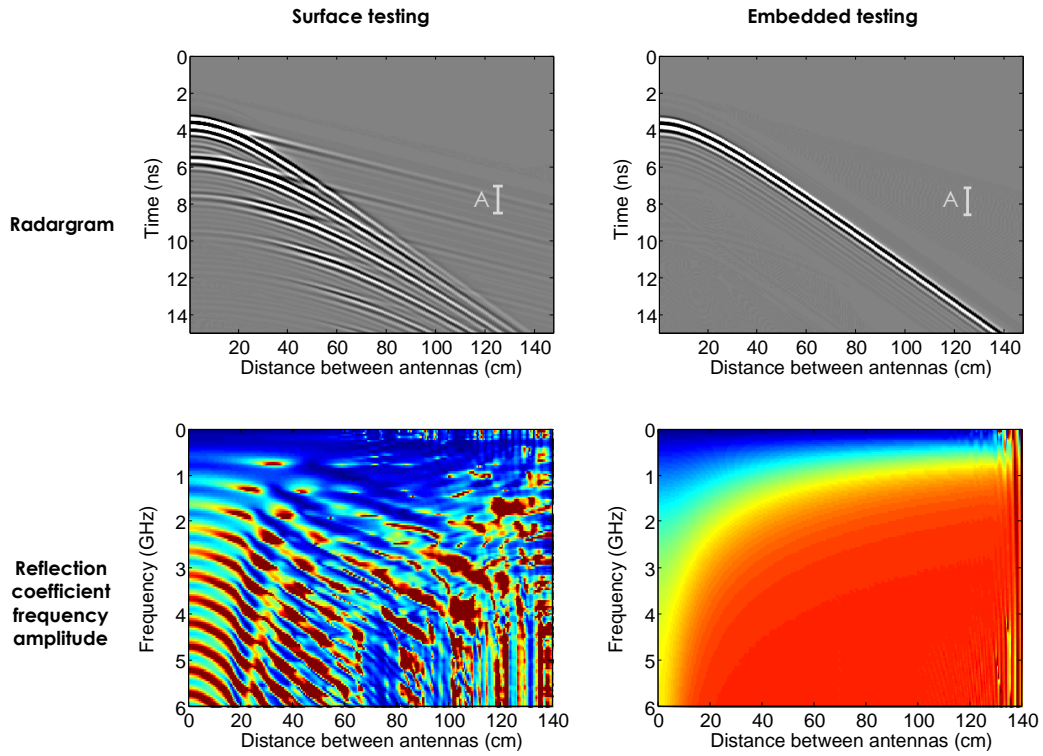 Surface testing
Embedded testing
Radargram
Time (ns)
0
2
4
6
8
10
12
14
A
20 40 60 80 100 120 140
Distance between antennas (cm)
Time (ns)
0
2
4
6
8
10
12
14
A
20 40 60 80 100 120 140
Distance between antennas (cm)
Reflection
coefficient
frequency
amplitude
Frequency (GHz)
0
1
2
3
4
5
6
0 20 40 60 80 100 120 140
Distance between antennas (cm)
Frequency (GHz)
0
1
2
3
4
5
6
0 20 40 60 80 100 120 140
Distance between antennas (cm)